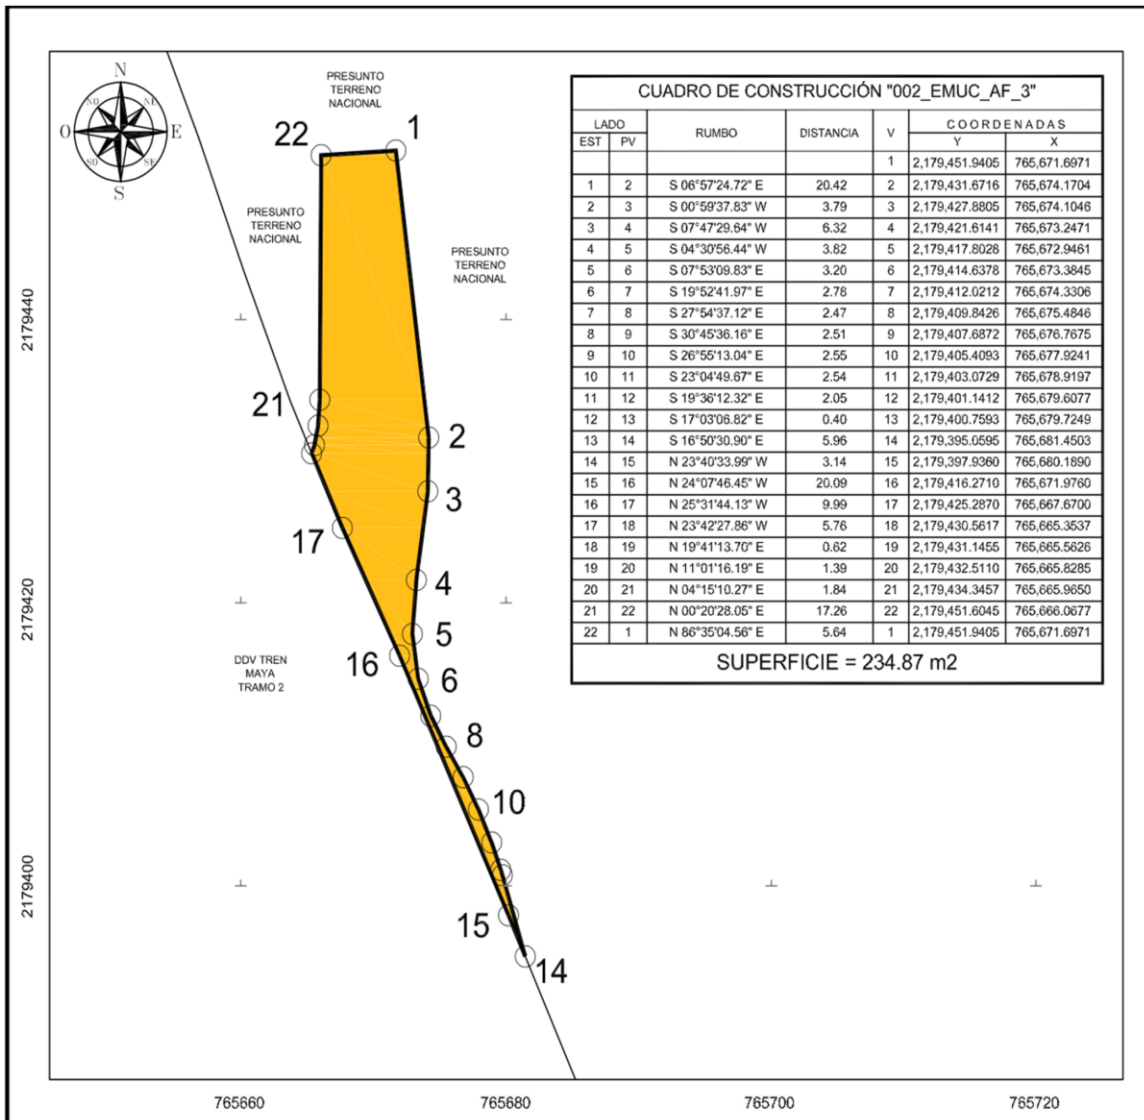 PRESUNTO
TERRENO
NACIONAL
N
NO
NE
O
E
SO
SE
S
22
1
PRESUNTO
TERRENO
NACIONAL
PRESUNTO
TERRENO
NACIONAL
2179440
21
2
3
17
4
2179420
5
16
6
DDV TREN
MAYA
TRAMO 2
8
10
2179400
15
14
765660
765680
765700
765720
CUADRO DE CONSTRUCCIÓN "002_EMUC_AF_3"
LADO RUMBO DISTANCIA V COORDENADAS
EST PV Y X
1 2,179,451.9405 765,671.6971
1 2 S 06°57'24.72" E 20.42 2 2,179,431.6716 765,674.1704
2 3 S 00°59'37.83" W 3.79 3 2,179,427.8805 765,674.1046
3 4 S 07°47'29.64" W 6.32 4 2,179,421.6141 765,673.2471
4 5 S 04°30'56.44" W 3.82 5 2,179,417.8028 765,672.9461
5 6 S 07°53'09.83" E 3.20 6 2,179,414.6378 765,673.3845
6 7 S 19°52'41.97" E 2.78 7 2,179,412.0212 765,674.3306
7 8 S 27°54'37.12" E 2.47 8 2,179,409.8426 765,675.4846
8 9 S 30°45'36.16" E 2.51 9 2,179,407.6872 765,676.7675
9 10 S 26°55'13.04" E 2.55 10 2,179,405.4093 765,677.9241
10 11 S 23°04'49.67" E 2.54 11 2,179,403.0729 765,678.9197
11 12 S 19°36'12.32" E 2.05 12 2,179,401.1412 765,679.6077
12 13 S 17°03'06.82" E 0.40 13 2,179,400.7593 765,679.7249
13 14 S 16°50'30.90" E 5.96 14 2,179,395.0595 765,681.4503
14 15 N 23°40'33.99" W 3.14 15 2,179,397.9360 765,680.1890
15 16 N 24°07'46.45" W 20.09 16 2,179,416.2710 765,671.9760
16 17 N 25°31'44.13" W 9.99 17 2,179,425.2870 765,667.6700
17 18 N 23°42'27.86" W 5.76 18 2,179,430.5617 765,665.3537
18 19 N 19°41'13.70" E 0.62 19 2,179,431.1455 765,665.5626
19 20 N 11°01'16.19" E 1.39 20 2,179,432.5110 765,665.8285
20 21 N 04°15'10.27" E 1.84 21 2,179,434.3457 765,665.9650
21 22 N 00°20'28.05" E 17.26 22 2,179,451.6045 765,666.0677
22 1 N 86°35'04.56" E 5.64 1 2,179,451.9405 765,671.6971
SUPERFICIE = 234.87 m2